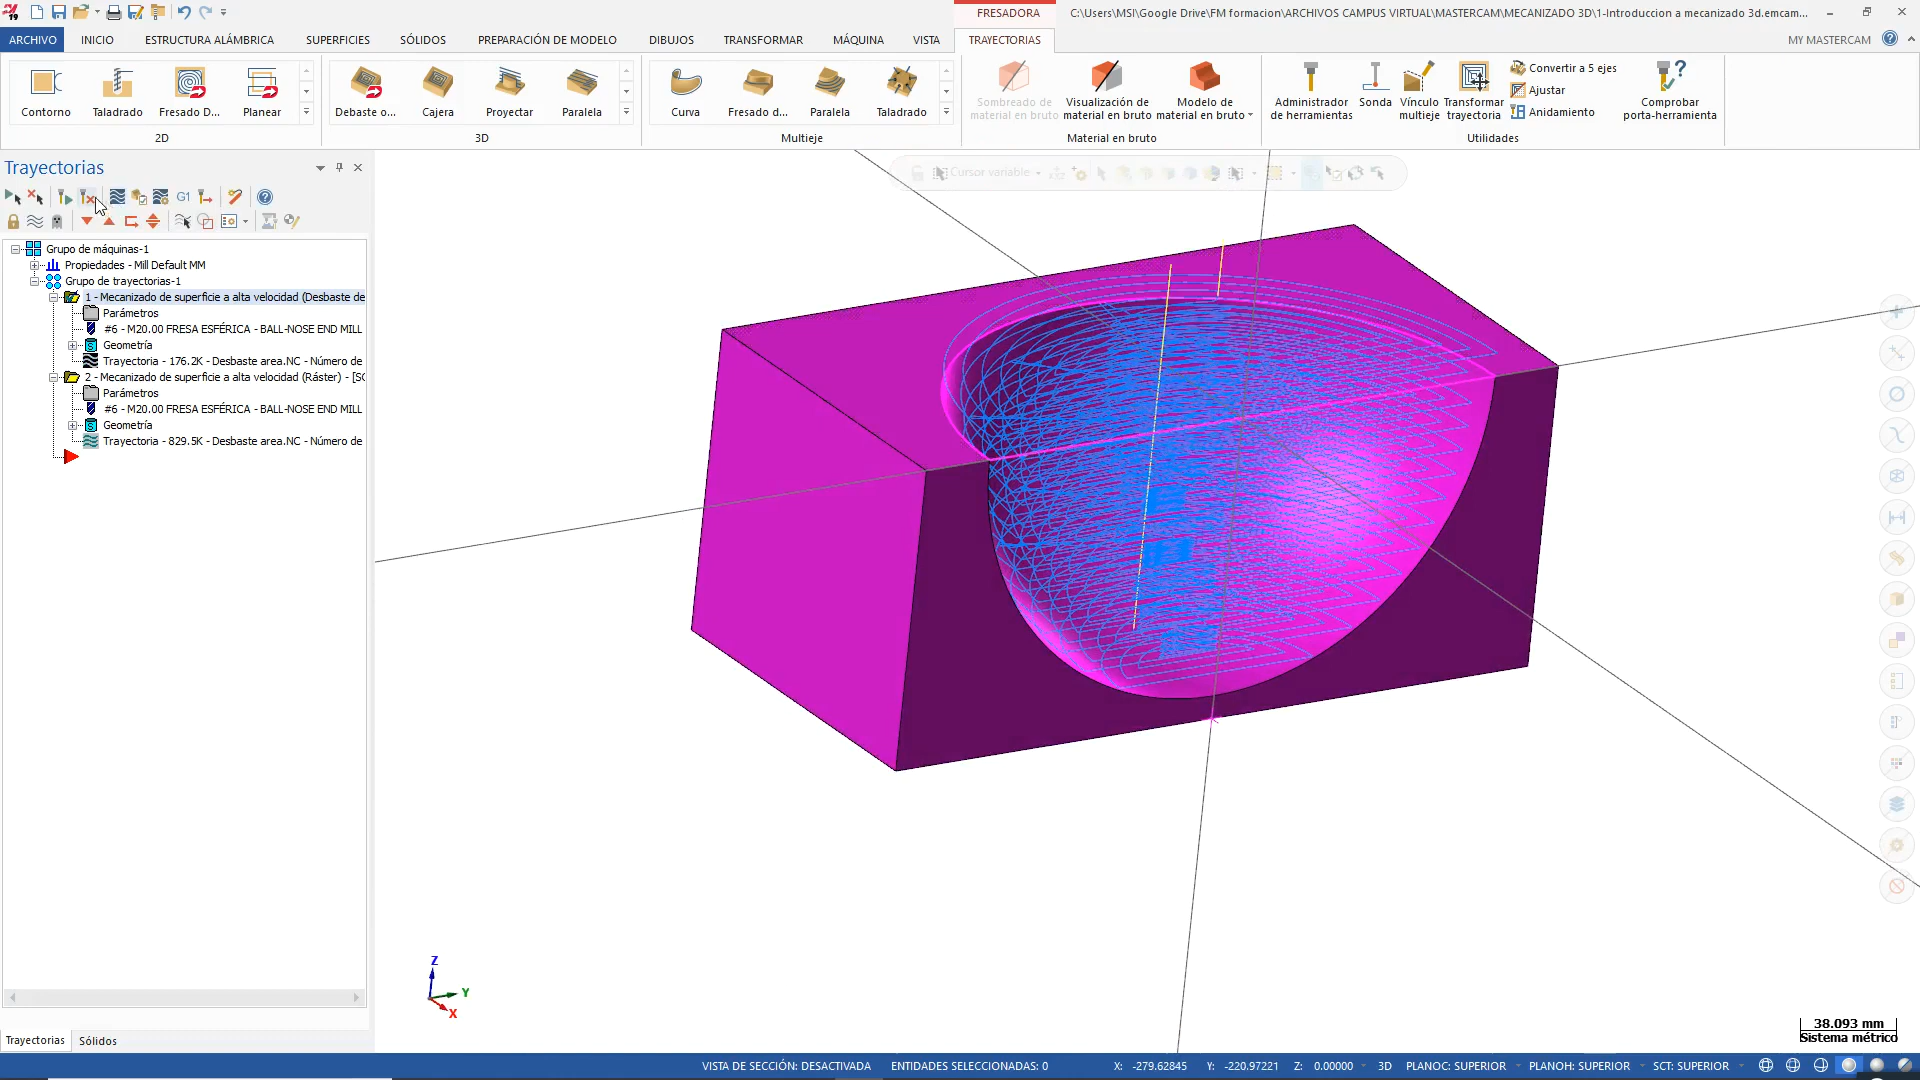 FRESADORA
C:\Users\MSI\Google Drive\FM formacion\ARCHIVOS CAMPUS VIRTUAL\MASTERCAM\MECANIZADO 3D\1-Introduccion a mecanizado 3d.emcam...
ARCHIVO INICIO ESTRUCTURA ALÁMBRICA SUPERFICIES SÓLIDOS PREPARACIÓN DE MODELO DIBUJOS TRANSFORMAR MÁQUINA VISTA TRAYECTORIAS MY MASTERCAM
Contorno Taladrado Fresado D... Planear
2D
Debaste o... Cajera Proyectar Paralela
3D
Curva Fresado d... Paralela Taladrado
Multieje
Sombreado de material en bruto
Visualización de material en bruto
Modelo de material en bruto
Material en bruto
Administrador de herramientas
Sonda
Vínculo multieje
Transformar trayectoria
Convertir a 5 ejes
Ajustar
Anidamiento
Comprobar porta-herramienta
Utilidades
Trayectorias
Cursor variable
G1
Grupo de máquinas-1
Propiedades - Mill Default MM
Grupo de trayectorias-1
1 - Mecanizado de superficie a alta velocidad (Desbaste de
Parámetros
#6 - M20.00 FRESA ESFÉRICA - BALL-NOSE END MILL
Geometría
Trayectoria - 176.2K - Desbaste area.NC - Número de
2 - Mecanizado de superficie a alta velocidad (Ráster) - [SC
Parámetros
#6 - M20.00 FRESA ESFÉRICA - BALL-NOSE END MILL
Geometría
Trayectoria - 829.5K - Desbaste area.NC - Número de
Z
Y
X
38.093 mm
Sistema métrico
Trayectorias Sólidos
VISTA DE SECCIÓN: DESACTIVADA ENTIDADES SELECCIONADAS: 0 X: -279.62845 Y: -220.97221 Z: 0.00000 3D PLANOC: SUPERIOR PLANOH: SUPERIOR SCT: SUPERIOR